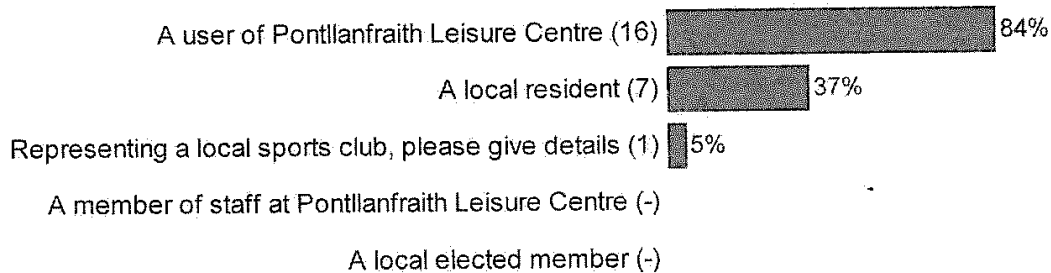 A user of Pontllanfraith Leisure Centre (16) 84%
A local resident (7) 37%
Representing a local sports club, please give details (1) 5%
A member of staff at Pontllanfraith Leisure Centre (-)
A local elected member (-)